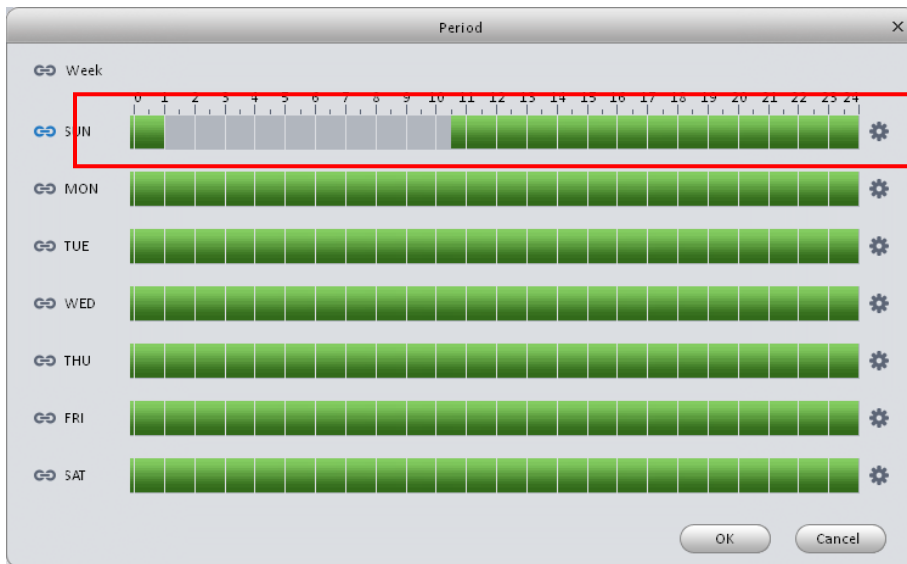 Period
Week
0 1 2 3 4 5 6 7 8 9 10 11 12 13 14 15 16 17 18 19 20 21 22 23 24
SUN
MON
TUE
WED
THU
FRI
SAT
OK Cancel